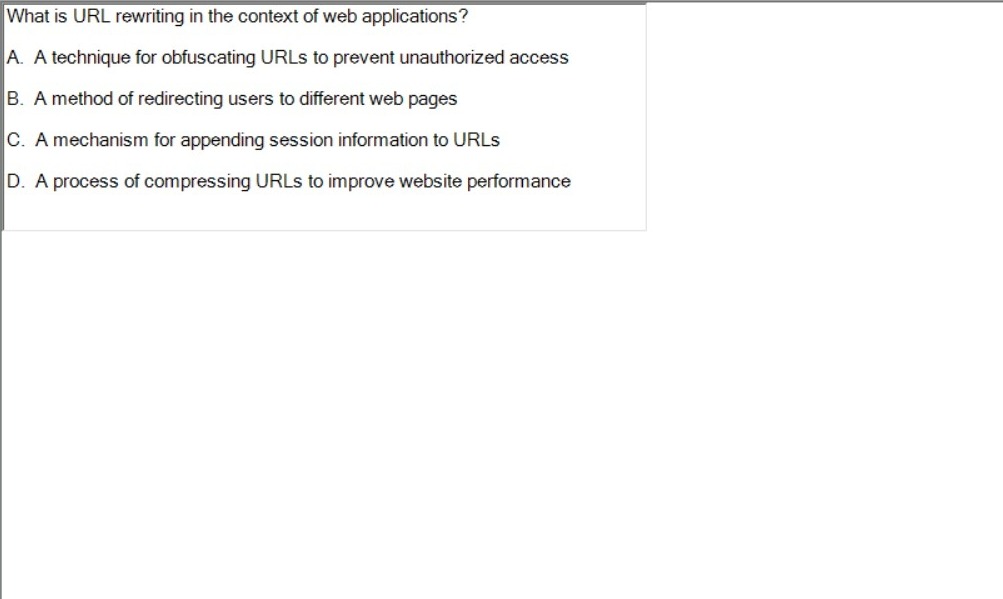 What is URL rewriting in the context of web applications?
A. A technique for obfuscating URLs to prevent unauthorized access
B. A method of redirecting users to different web pages
C. A mechanism for appending session information to URLs
D. A process of compressing URLs to improve website performance